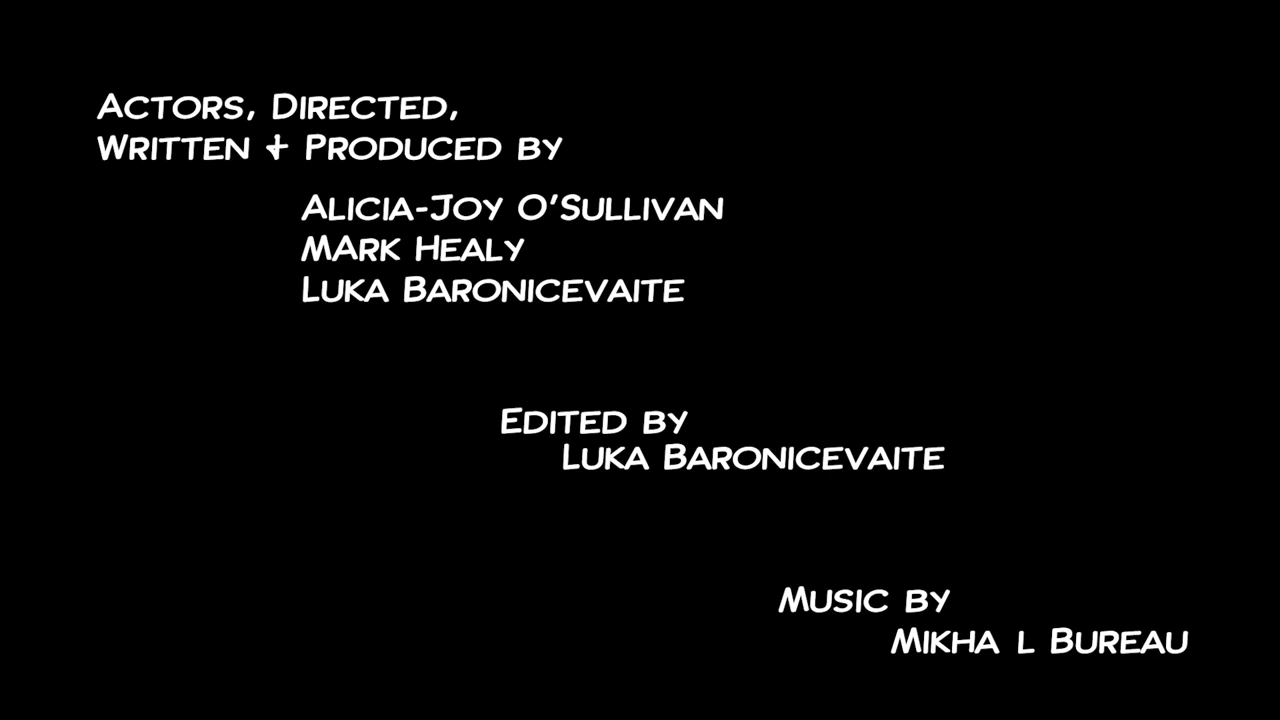 Actors, Directed,
Written + Produced by
Alicia-Joy O'Sullivan
Mark Healy
Luka Baronicevaite
Edited by
Luka Baronicevaite
Music by
Mikha l Bureau